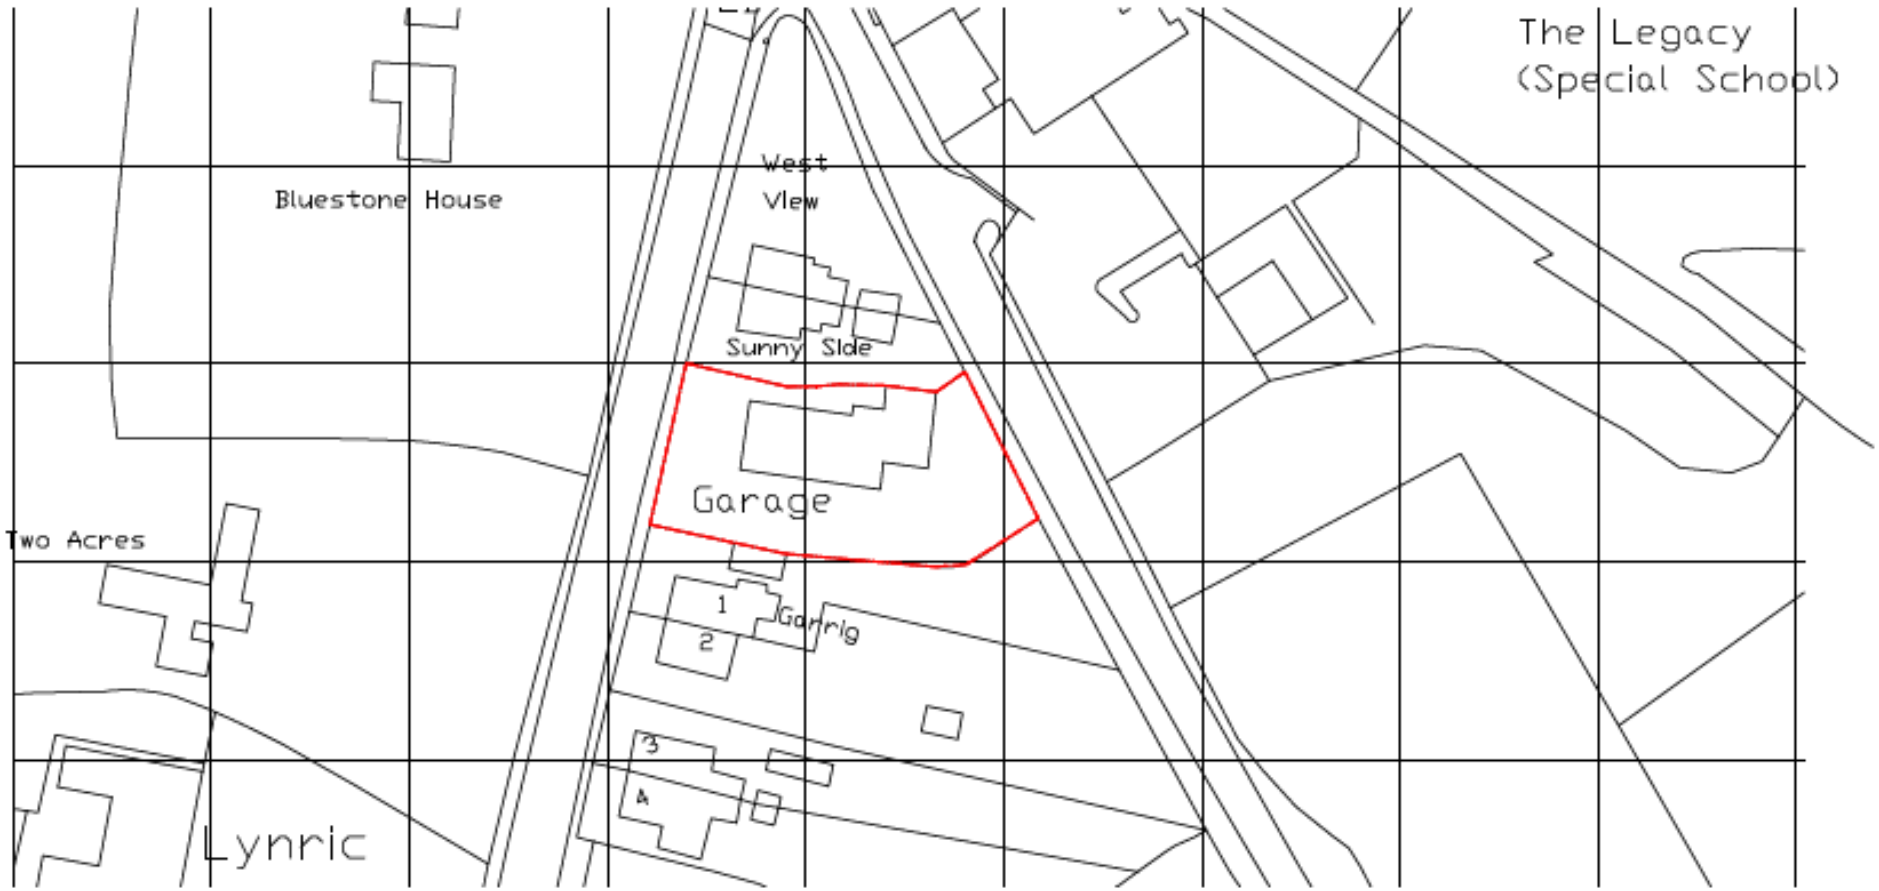 The Legacy
(Special School)
West
View
Bluestone House
Sunny Side
Garage
Two Acres
1
Garrig
2
3
4
Lynric